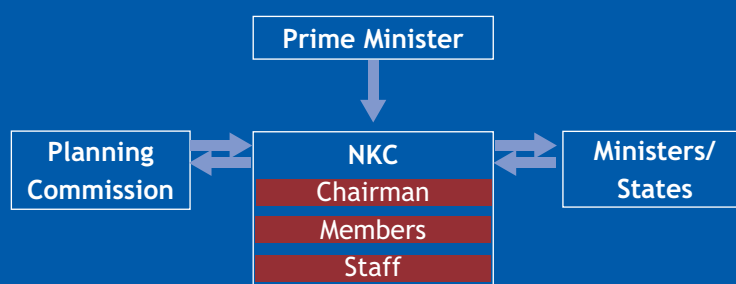 Prime Minister
Planning
Commission
NKC
Chairman
Members
Staff
Ministers/
States